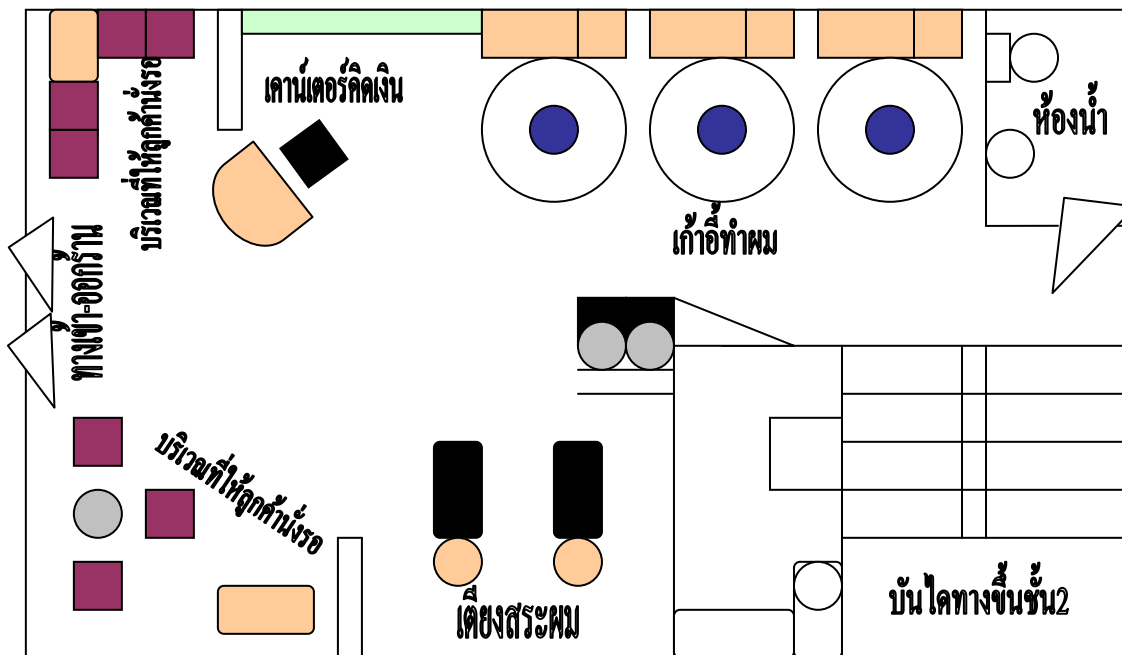 บริเวณที่ให้ลูกค้านั่งรอ
เคาน์เตอร์คิดเงิน
ห้องน้ำ
เก้าอี้ทำผม
ทางเข้า-ออกร้าน
บริเวณที่ให้ลูกค้านั่งรอ
เตียงสระผม
บันไดทางขึ้นชั้น2